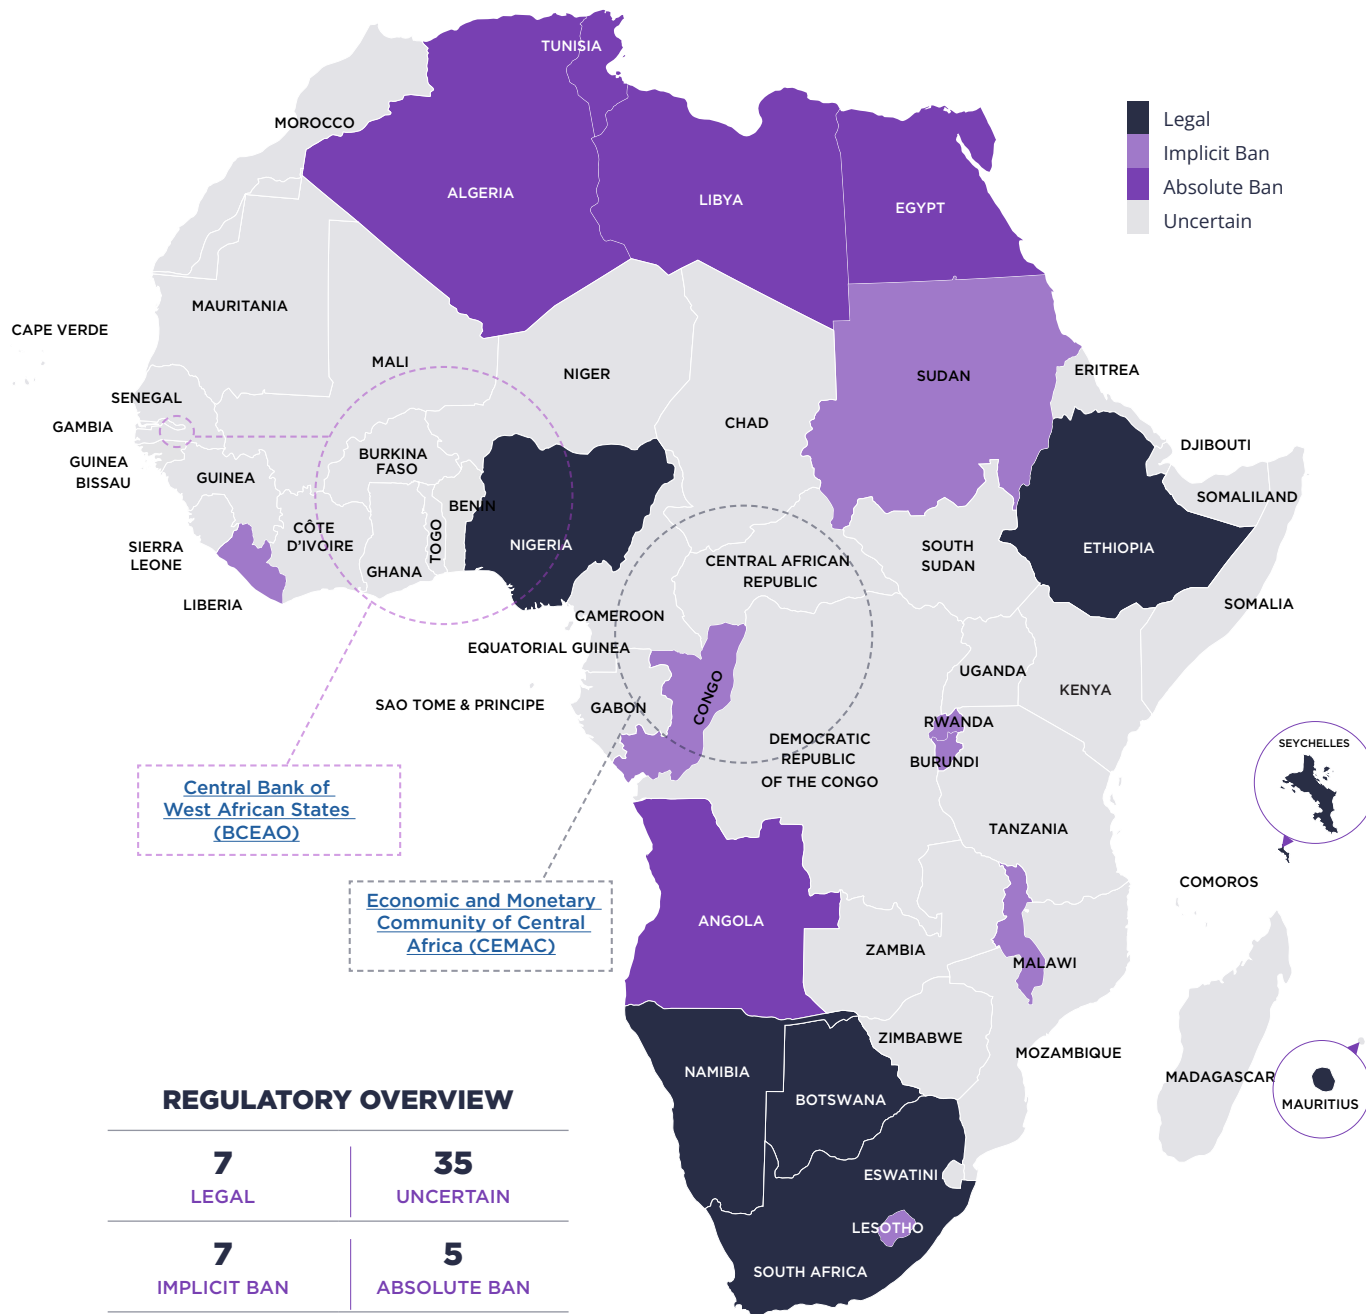 TUNISIA
MOROCCO
ALGERIA
LIBYA
EGYPT
Legal
Implicit Ban
Absolute Ban
Uncertain
MAURITANIA
CAPE VERDE
MALI
NIGER
SUDAN
ERITREA
SENEGAL
GAMBIA
CHAD
DJIBOUTI
GUINEA
BISSAU
GUINEA
BURKINA
FASO
BENIN
SOMALILAND
CÔTE
D'IVOIRE
TOGO
NIGERIA
ETHIOPIA
SIERRA
LEONE
GHANA
CENTRAL AFRICAN
REPUBLIC
SOUTH
SUDAN
LIBERIA
CAMEROON
SOMALIA
EQUATORIAL GUINEA
UGANDA
KENYA
SAO TOME & PRINCIPE
GABON
CONGO
RWANDA
DEMOCRATIC
REPUBLIC
OF THE CONGO
BURUNDI
SEYCHELLES
Central Bank of
West African States
(BCEAO)
TANZANIA
COMOROS
Economic and Monetary
Community of Central
Africa (CEMAC)
ANGOLA
ZAMBIA
MALAWI
ZIMBABWE
MOZAMBIQUE
NAMIBIA
BOTSWANA
MADAGASCAR
MAURITIUS
ESWATINI
LESOTHO
SOUTH AFRICA
REGULATORY OVERVIEW
7
LEGAL
35
UNCERTAIN
7
IMPLICIT BAN
5
ABSOLUTE BAN